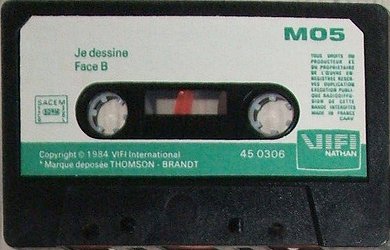 MO5
Je dessine
Face B
TOUS DROITS DU
PRODUCTEUR ET
DU PROPRIETAIRE
DE L'ŒUVRE EN-
REGISTREE RESER-
VES DUPLICATION
EXECUTION PUBLI-
QUE RADIODIFFU-
SION DE CETTE
BANDE INTERDITES
MADE IN FRANCE
SACEM
Copyright © 1984 VIFI International
45 0306
* Marque déposée THOMSON - BRANDT
VIFI
NATHAN